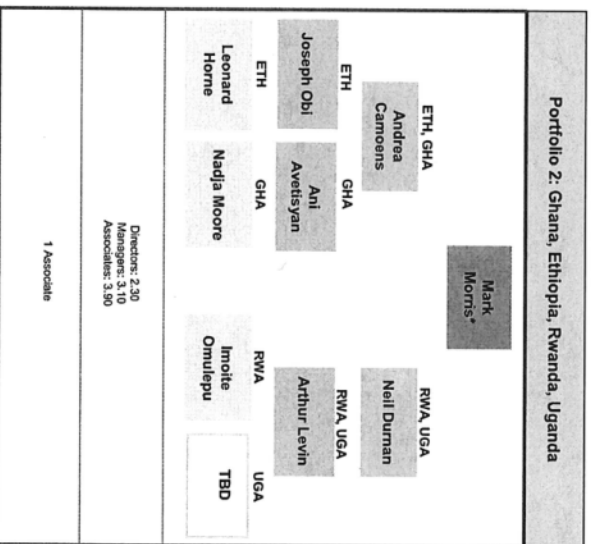 Portfolio 2: Ghana, Ethiopia, Rwanda, Uganda
Mark
Morris*
ETH, GHA
Andrea
Camoens
RWA, UGA
Neil Durnan
ETH
Joseph Obi
GHA
Ani
Avetisyan
RWA, UGA
Arthur Levin
ETH
Leonard
Horne
GHA
Nadja Moore
RWA
Imoite
Omulepu
UGA
TBD
Directors: 2.30
Managers: 3.10
Associates: 3.90
1 Associate